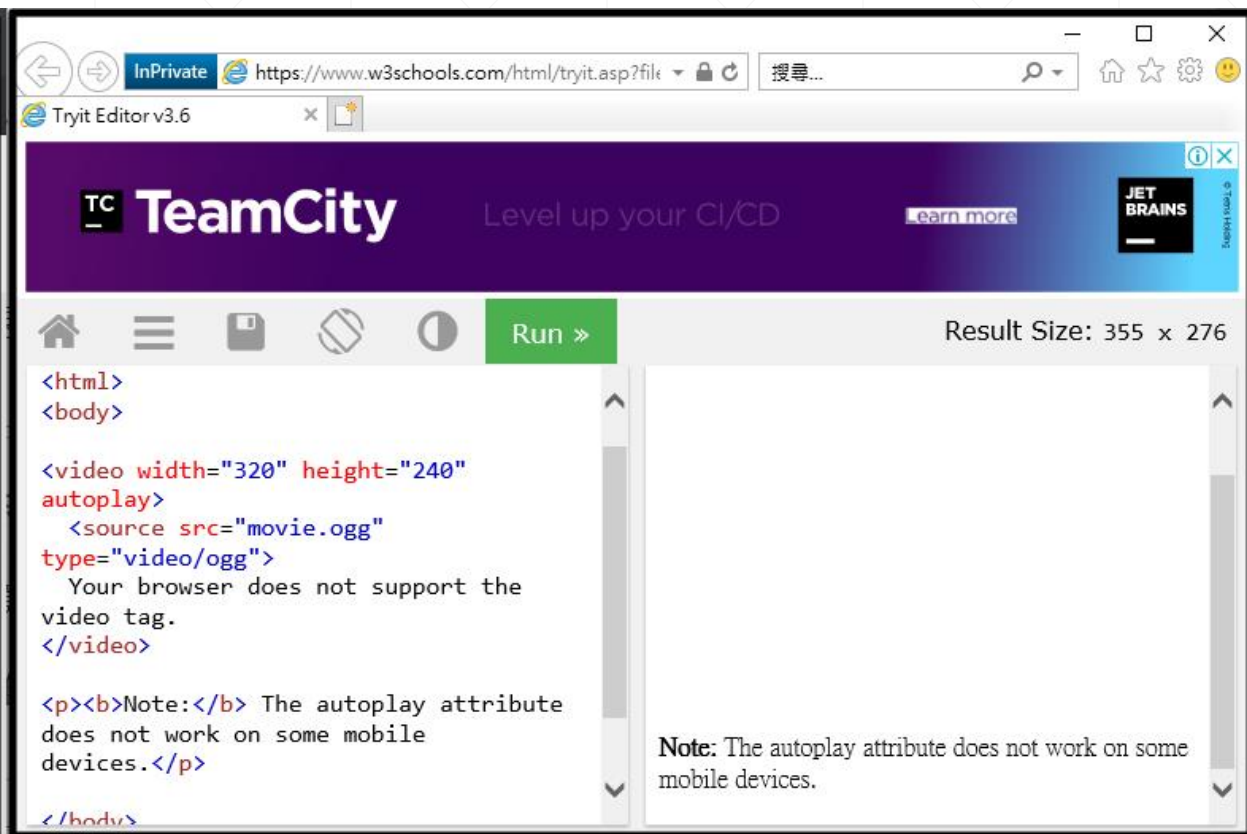 InPrivate https://www.w3schools.com/html/tryit.asp?file 搜尋...
Tryit Editor v3.6
TC TeamCity Level up your CI/CD Learn more JET BRAINS
© Tetris Holding
Run » Result Size: 355 x 276
<html>
<body>
<video width="320" height="240"
autoplay>
<source src="movie.ogg"
type="video/ogg">
Your browser does not support the
video tag.
</video>
<p><b>Note:</b> The autoplay attribute
does not work on some mobile
devices.</p>
</body>
Note: The autoplay attribute does not work on some
mobile devices.